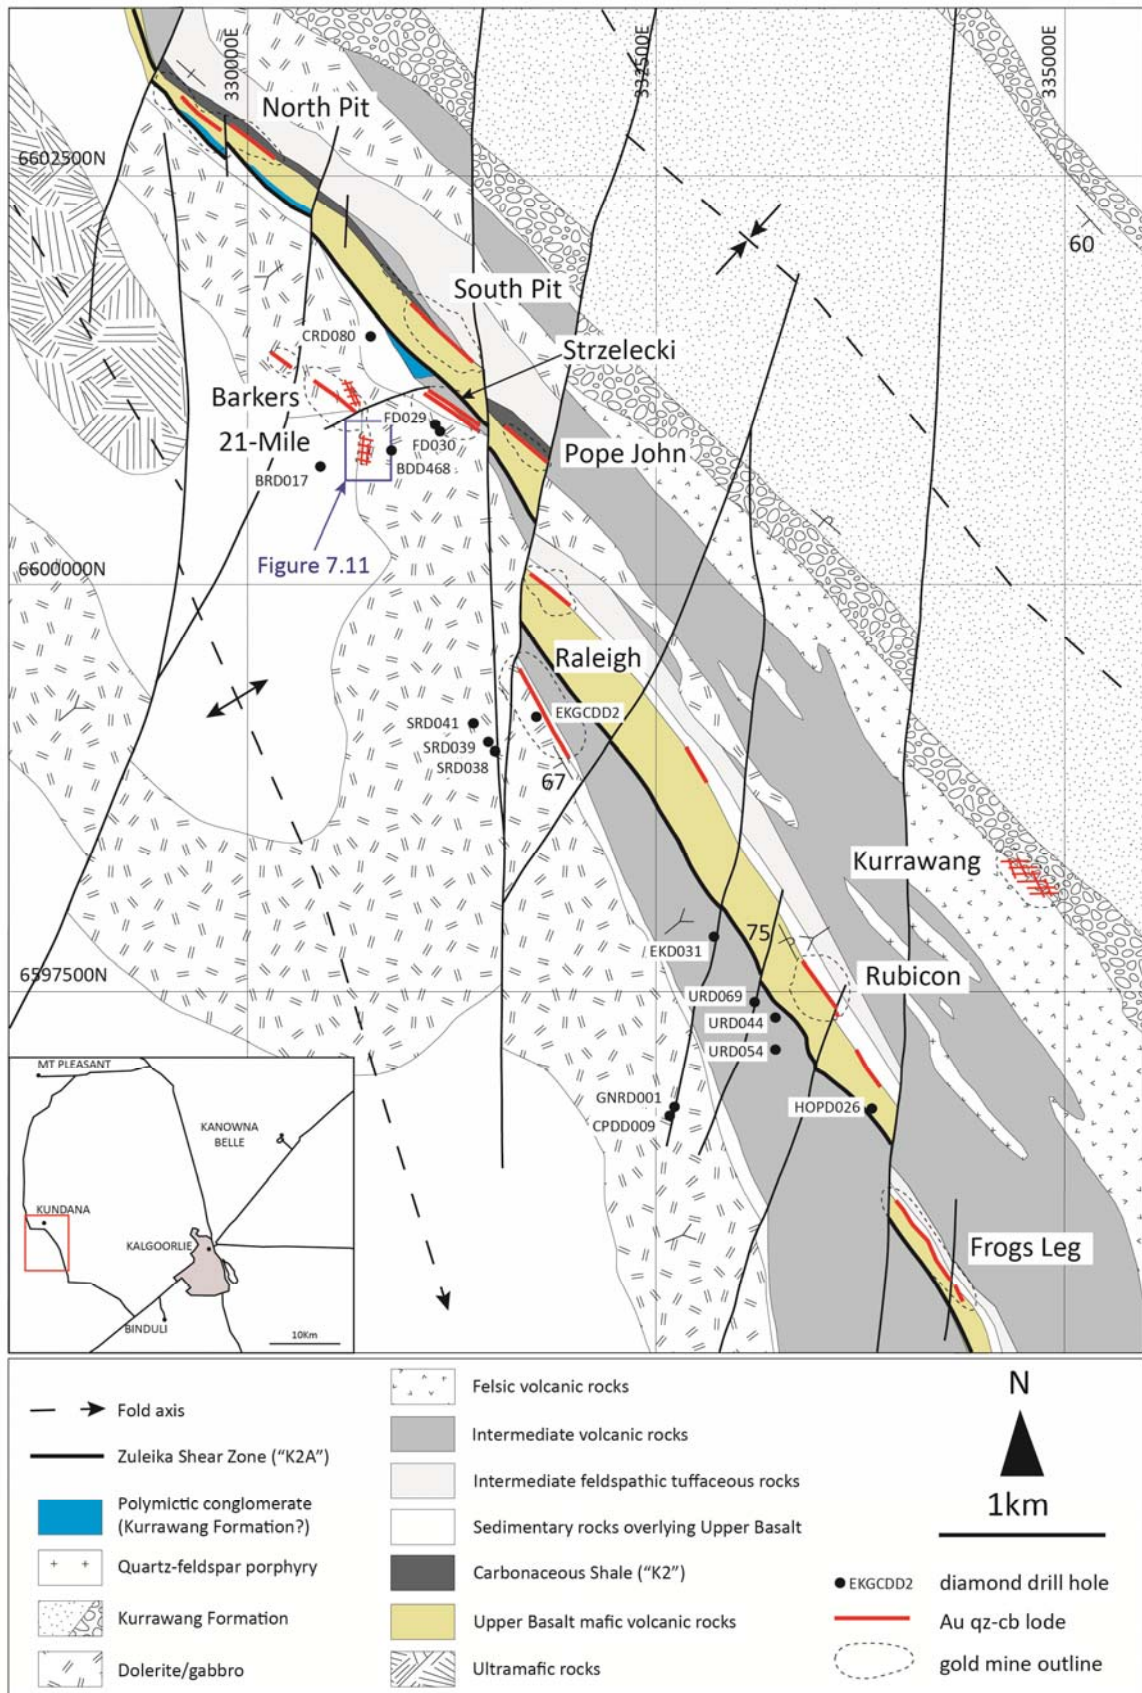 330000E
332500E
335000E
North Pit
6602500N
60
South Pit
CRD080
Strzelecki
Barkers
FD029
21-Mile
FD030
Pope John
BRD017
BDD468
Figure 7.11
6600000N
Raleigh
EKGCDD2
SRD041
SRD039
SRD038
67
Kurrawang
75
EKD031
Rubicon
6597500N
URD069
URD044
URD054
GNRD001
HOPD026
CPDD009
Frogs Leg
MT PLEASANT
KANOWNA
BELLE
KUNDANA
KALGOORLIE
BINDULI
10Km
Fold axis
Zuleika Shear Zone ("K2A")
Polymictic conglomerate
(Kurrawang Formation?)
Quartz-feldspar porphyry
Kurrawang Formation
Dolerite/gabbro
Felsic volcanic rocks
Intermediate volcanic rocks
Intermediate feldspathic tuffaceous rocks
Sedimentary rocks overlying Upper Basalt
Carbonaceous Shale ("K2")
Upper Basalt mafic volcanic rocks
Ultramafic rocks
N
1km
EKGCDD2 diamond drill hole
Au qz-cb lode
gold mine outline